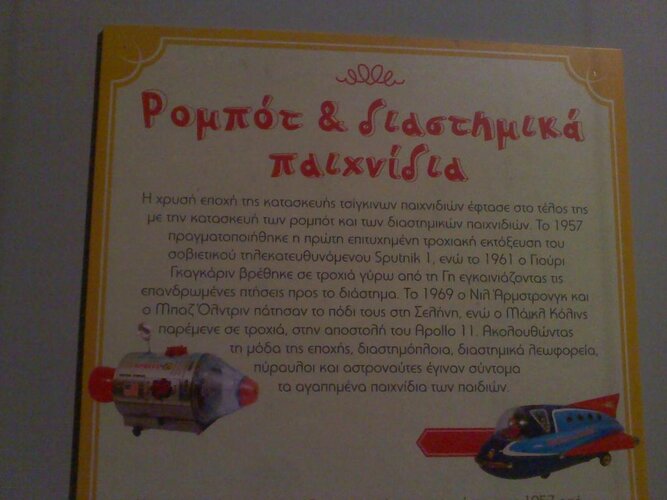 Ρομπότ & διαστημικά
παιχνίδια
Η χρυσή εποχή της κατασκευής τσίγκινων παιχνιδιών έφτασε στο τέλος της
με την κατασκευή των ρομπότ και των διαστημικών παιχνιδιών. Το 1957
πραγματοποιήθηκε η πρώτη επιτυχημένη τροχιακή εκτόξευση του
σοβιετικού τηλεκατευθυνόμενου Sputnik 1, ενώ το 1961 ο Γιούρι
Γκαγκάριν βρέθηκε σε τροχιά γύρω από τη Γη εγκαινιάζοντας τις
επανδρωμένες πτήσεις προς το διάστημα. Το 1969 ο Νιλ Άρμστρονγκ και
ο Μπαζ Όλντριν πάτησαν το πόδι τους στη Σελήνη, ενώ ο Μάικλ Κόλινς
παρέμενε σε τροχιά, στην αποστολή του Apollo 11. Ακολουθώντας
τη μόδα της εποχής, διαστημόπλοια, διαστημικά λεωφορεία,
πύραυλοι και αστροναύτες έγιναν σύντομα
τα αγαπημένα παιχνίδια των παιδιών.
1957